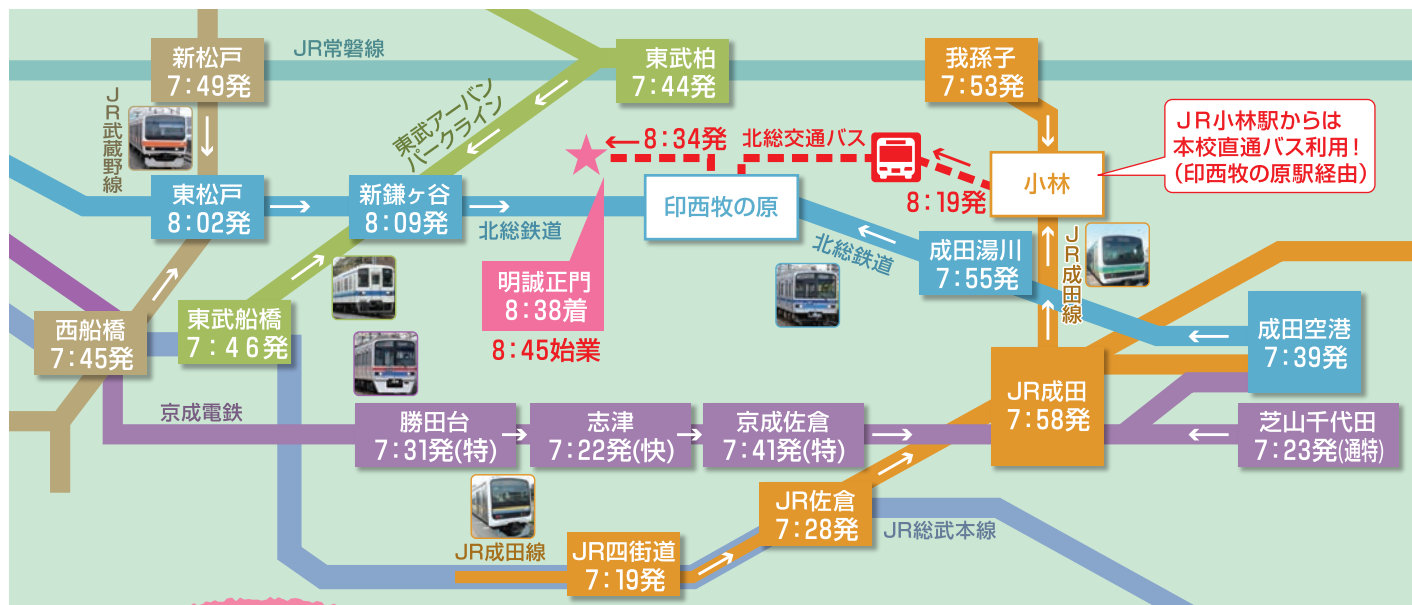 新松戸
7:49発
JR常磐線
東武柏
7:44発
我孫子
7:53発
JR武蔵野線
東武アーバン
パークライン
8:34発
北総交通バス
JR小林駅からは
本校直通バス利用!
(印西牧の原駅経由)
小林
8:19発
東松戸
8:02発
新鎌ヶ谷
8:09発
北総鉄道
印西牧の原
北総鉄道
成田湯川
7:55発
JR成田線
明誠正門
8:38着
8:45始業
西船橋
7:45発
東武船橋
7:46発
成田空港
7:39発
京成電鉄
勝田台
7:31発(特)
志津
7:22発(快)
京成佐倉
7:41発(特)
JR成田
7:58発
芝山千代田
7:23発(通特)
JR佐倉
7:28発
JR総武本線
JR成田線
JR四街道
7:19発